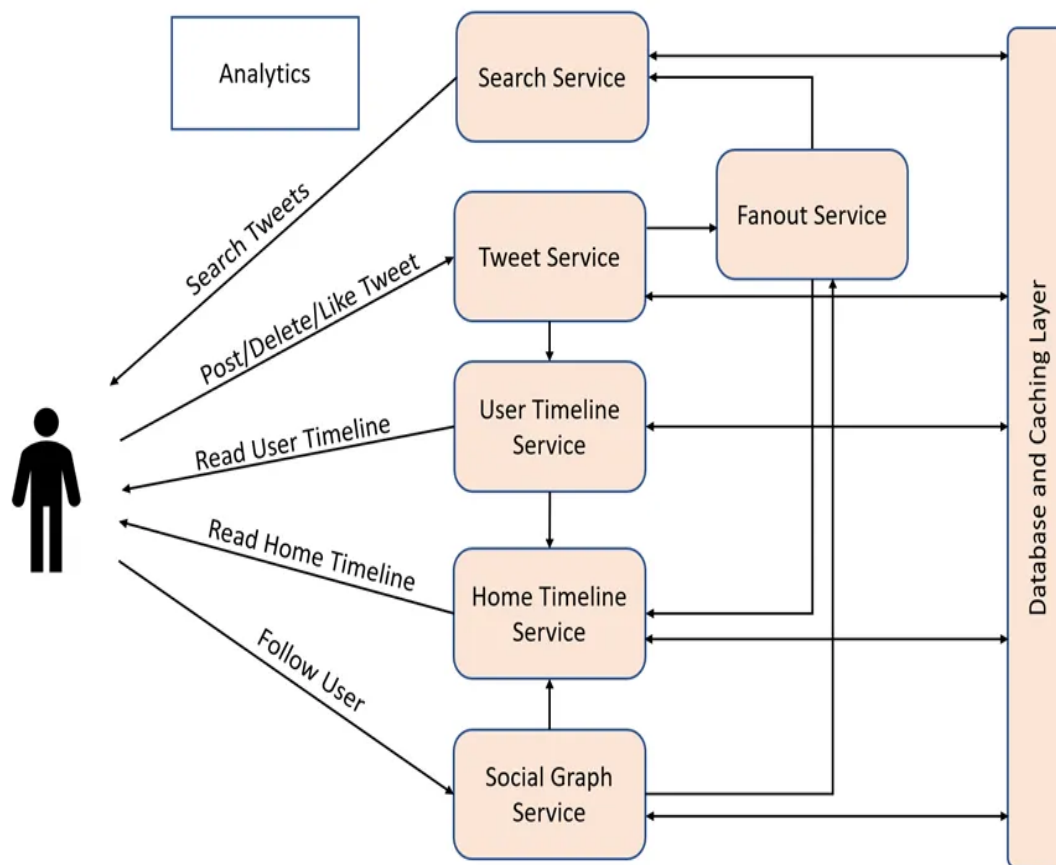 Analytics
Search Service
Fanout Service
Search Tweets
Tweet Service
Post/Delete/Like Tweet
User Timeline
Service
Read User Timeline
Read Home Timeline
Home Timeline
Service
Follow User
Social Graph
Service
Database and Caching Layer